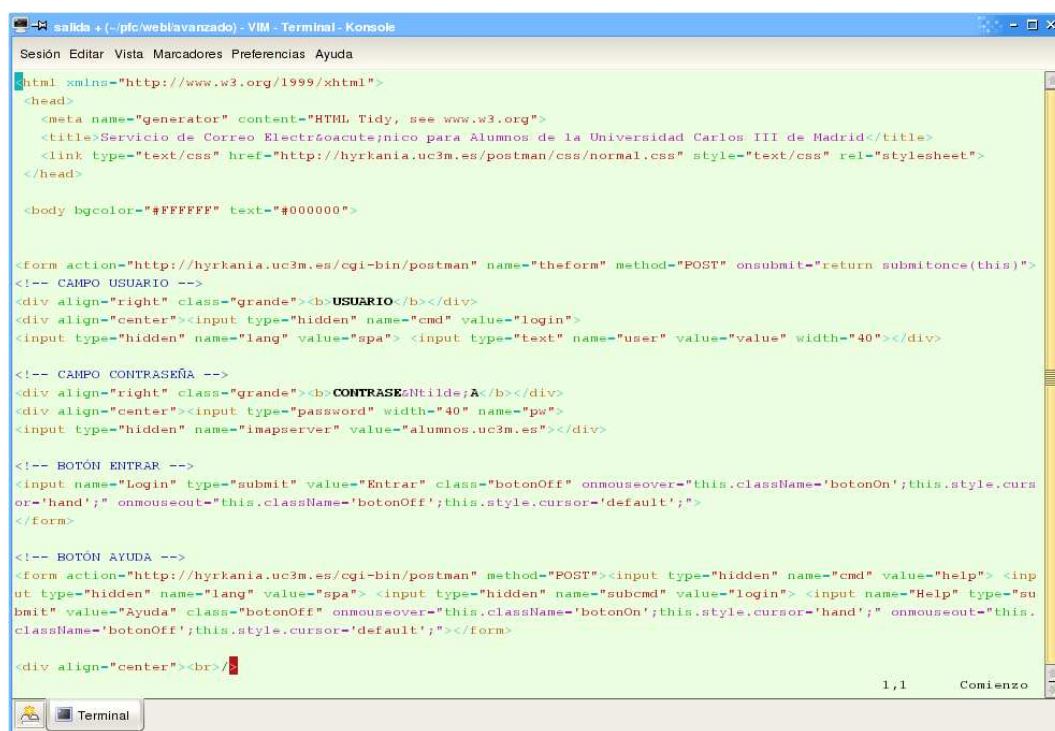 salida + (~/pfc/webl/avanzado) - VIM - Terminal - Konsole
Sesión Editar Vista Marcadores Preferencias Ayuda
<html xmlns="http://www.w3.org/1999/xhtml">
<head>
<meta name="generator" content="HTML Tidy, see www.w3.org">
<title>Servicio de Correo Electr&oacute;nico para Alumnos de la Universidad Carlos III de Madrid</title>
<link type="text/css" href="http://hyrkania.uc3m.es/postman/css/normal.css" style="text/css" rel="stylesheet">
</head>
<body bgcolor="#FFFFFF" text="#000000">
<form action="http://hyrkania.uc3m.es/cgi-bin/postman" name="theform" method="POST" onsubmit="return submitonce(this)">
<!-- CAMPO USUARIO -->
<div align="right" class="grande"><b>USUARIO</b></div>
<div align="center"><input type="hidden" name="cmd" value="login">
<input type="hidden" name="lang" value="spa"> <input type="text" name="user" value="value" width="40"></div>
<!-- CAMPO CONTRASEÑA -->
<div align="right" class="grande"><b>CONTRASE&Ntilde;A</b></div>
<div align="center"><input type="password" width="40" name="pw">
<input type="hidden" name="imapserver" value="alumnos.uc3m.es"></div>
<!-- BOTÓN ENTRAR -->
<input name="Login" type="submit" value="Entrar" class="botonOff" onmouseover="this.className='botonOn';this.style.curs
or='hand';" onmouseout="this.className='botonOff';this.style.cursor='default';">
</form>
<!-- BOTÓN AYUDA -->
<form action="http://hyrkania.uc3m.es/cgi-bin/postman" method="POST"><input type="hidden" name="cmd" value="help"> <inp
ut type="hidden" name="lang" value="spa"> <input type="hidden" name="subcmd" value="login"> <input name="Help" type="su
bmit" value="Ayuda" class="botonOff" onmouseover="this.className='botonOn';this.style.cursor='hand';" onmouseout="this.
className='botonOff';this.style.cursor='default';"></form>
<div align="center"><br>/>
1,1 Comienzo
Terminal